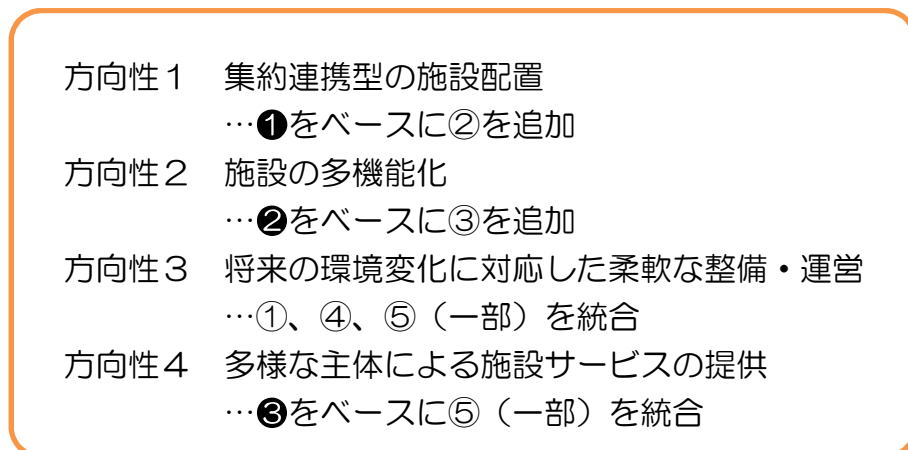 方向性１　集約連携型の施設配置
…❶をベースに②を追加
方向性２　施設の多機能化
…❷をベースに③を追加
方向性３　将来の環境変化に対応した柔軟な整備・運営
…①、④、⑤（一部）を統合
方向性４　多様な主体による施設サービスの提供
…❸をベースに⑤（一部）を統合